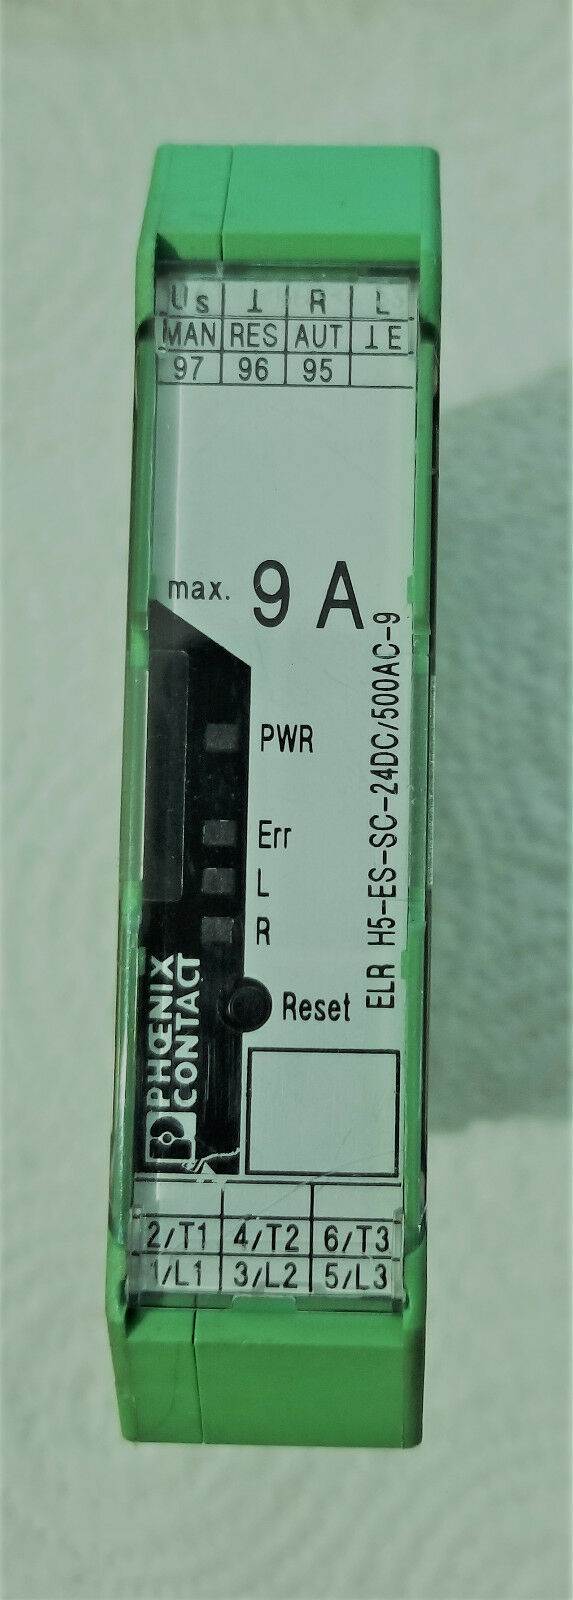 Us ⊥ R L
MAN RES AUT ⊥E
97 96 95
max. 9 A
ELR H5-ES-SC-24DC/500AC-9
PWR
Err
L
R
Reset
PHŒNIX
CONTACT
2/T1 4/T2 6/T3
1/L1 3/L2 5/L3